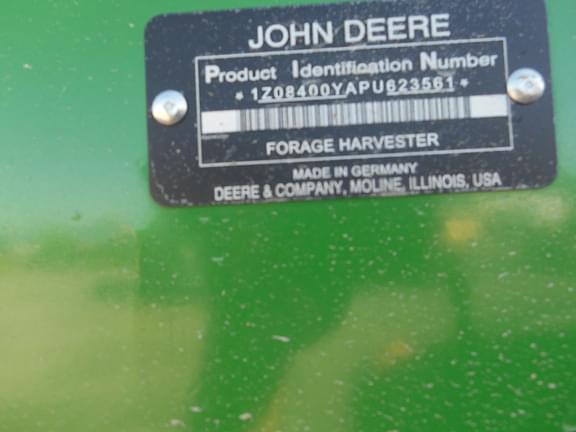 JOHN DEERE
Product Identification Number
*1Z08400YAPU623561*
FORAGE HARVESTER
MADE IN GERMANY
DEERE & COMPANY, MOLINE, ILLINOIS, USA